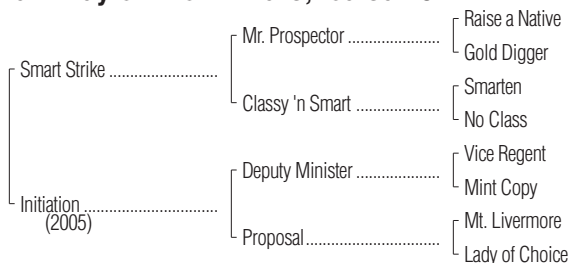 Raise a Native
Mr. Prospector ...................
Gold Digger
Smart Strike ......................
Smarten
Classy 'n Smart ...................
No Class
Vice Regent
Deputy Minister ...................
Mint Copy
Initiation ...........................
(2005)
Mt. Livermore
Proposal ............................
Lady of Choice